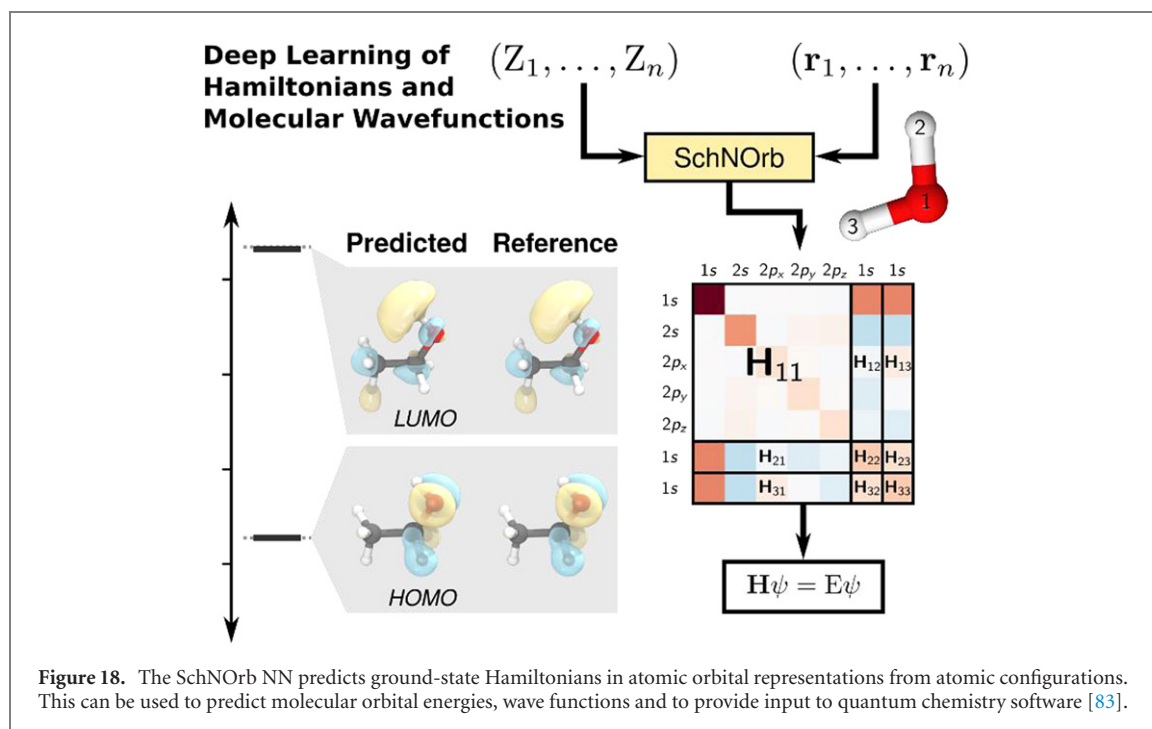 Deep Learning of
Hamiltonians and
Molecular Wavefunctions
(Z₁, . . . , Zₙ)
(r₁, . . . , rₙ)
SchNOrb
2
1
3
Predicted Reference
LUMO
HOMO
1s 2s 2pₓ 2pᵧ 2p_z 1s 1s
1s
2s
2pₓ H₁₁ H₁₂ H₁₃
2pᵧ
2p_z
1s H₂₁ H₂₂ H₂₃
1s H₃₁ H₃₂ H₃₃
Hψ = Eψ
Figure 18. The SchNOrb NN predicts ground-state Hamiltonians in atomic orbital representations from atomic configurations.
This can be used to predict molecular orbital energies, wave functions and to provide input to quantum chemistry software [83].